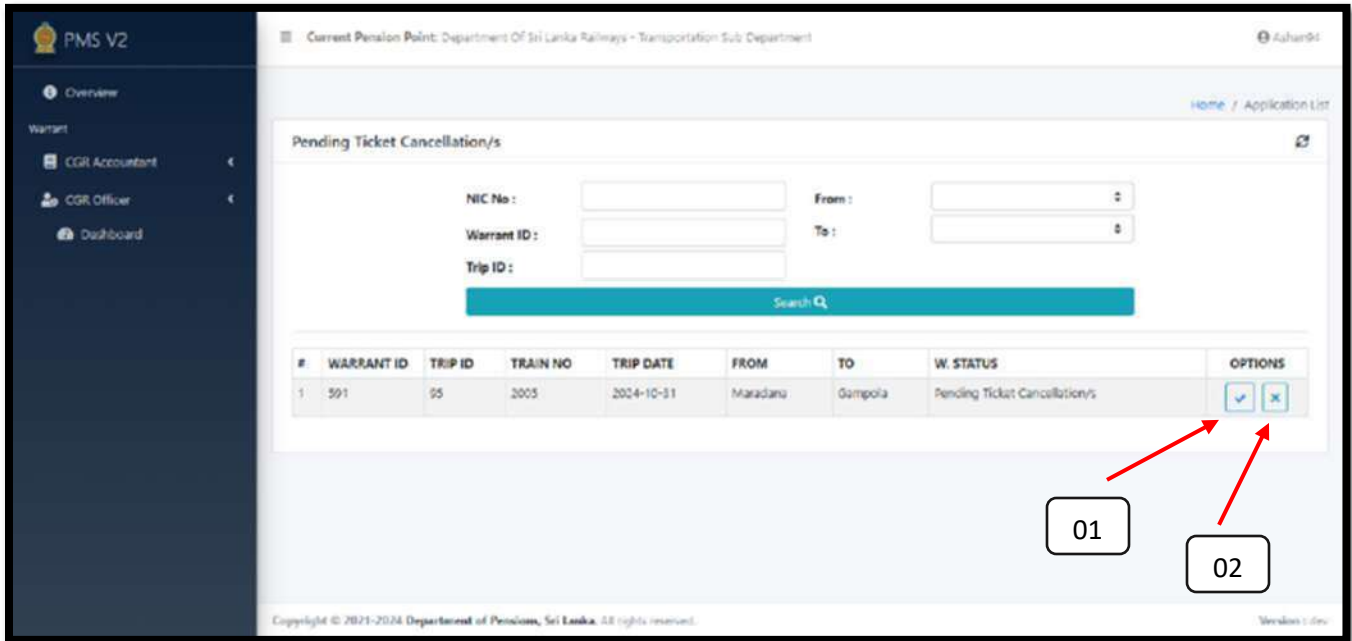 PMS V2
Current Pension Point: Department Of Sri Lanka Railways - Transportation Sub Department
Overview
Home / Application List
Warrant
Pending Ticket Cancellation/s
CGR Accountant
NIC No :
From :
CGR Officer
Warrant ID :
To :
Dashboard
Trip ID :
Search
# WARRANT ID TRIP ID TRAIN NO TRIP DATE FROM TO W. STATUS OPTIONS
1 591 95 2005 2024-10-31 Maradana Gampola Pending Ticket Cancellation/s
01
02
Copyright © 2021-2024 Department of Pensions, Sri Lanka. All rights reserved.
Version : dev